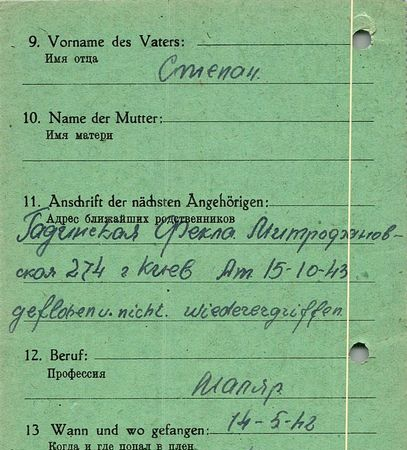 9. Vorname des Vaters:
Имя отца
Степан.
10. Name der Mutter:
Имя матери
11. Anschrift der nächsten Angehörigen:
Адрес ближайших родственников
Гадинская Фекла Митрофанов-
ская 274 г Киев Am 15-10-43
geflohen u. nicht. wiederergriffen
12. Beruf:
Профессия
Маляр.
13 Wann und wo gefangen: 14-5-42
Когда и где попал в плен